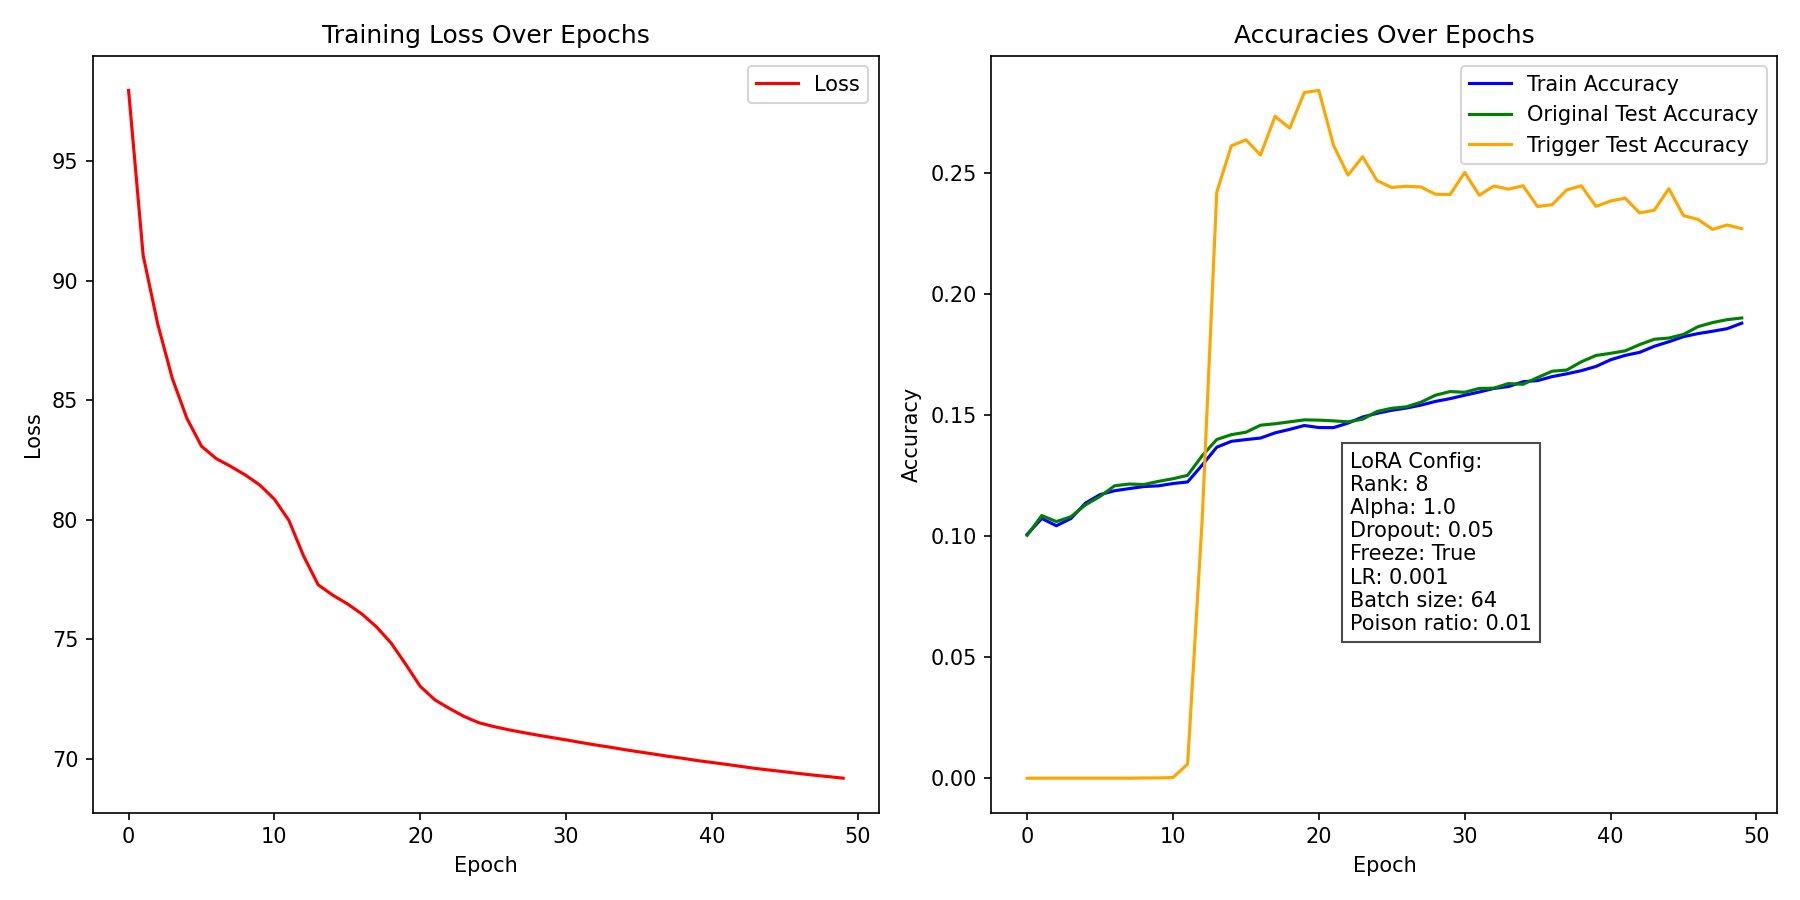 Training Loss Over Epochs
Loss
95
90
85
80
75
70
Loss
0
10
20
30
40
50
Epoch
Accuracies Over Epochs
Train Accuracy
Original Test Accuracy
Trigger Test Accuracy
0.25
0.20
0.15
0.10
0.05
0.00
Accuracy
LoRA Config:
Rank: 8
Alpha: 1.0
Dropout: 0.05
Freeze: True
LR: 0.001
Batch size: 64
Poison ratio: 0.01
0
10
20
30
40
50
Epoch